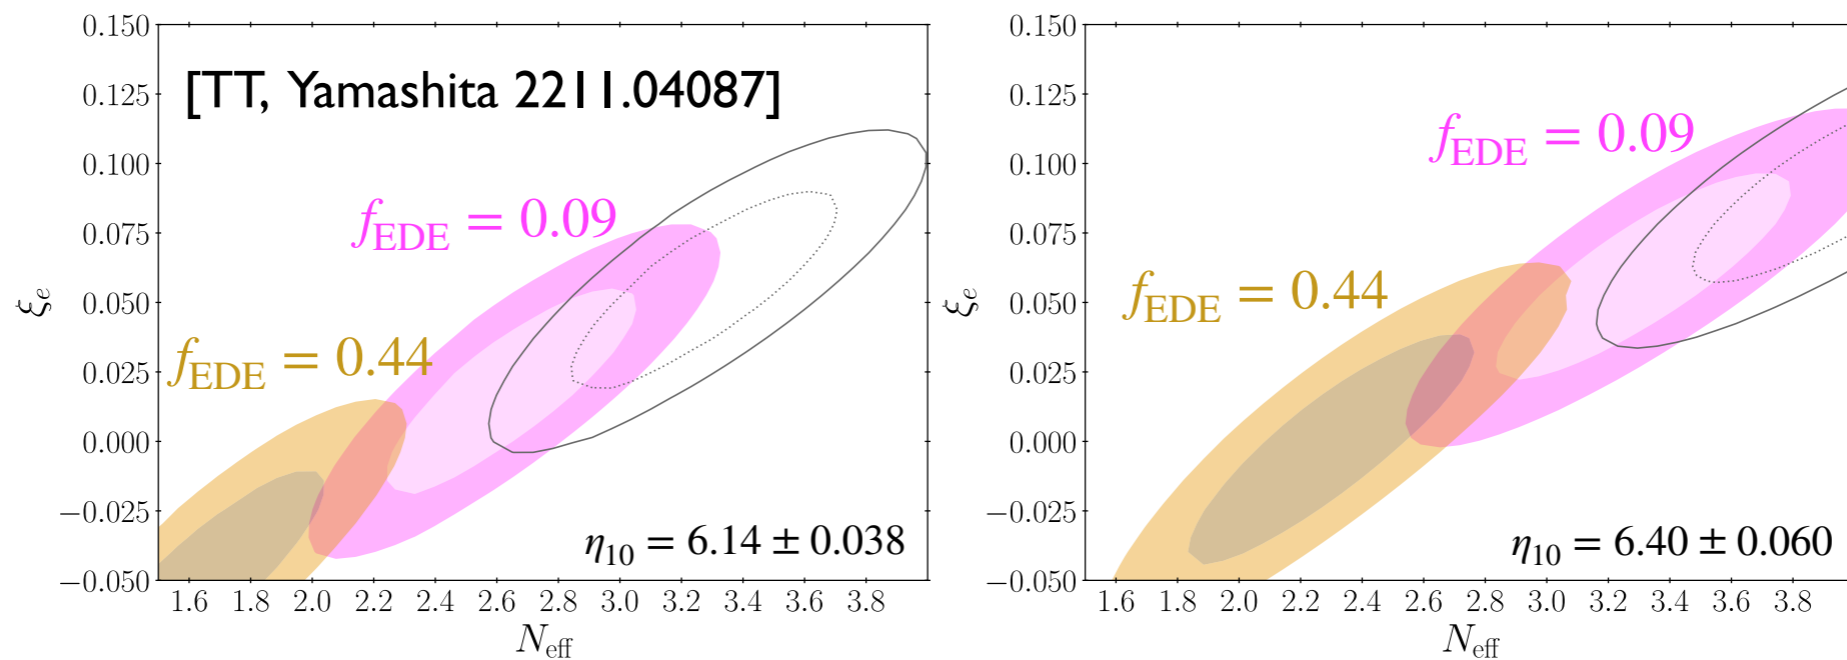 0.150
0.125
0.100
0.075
0.050
0.025
0.000
−0.025
−0.050
ξe
[TT, Yamashita 2211.04087]
fEDE = 0.09
fEDE = 0.44
η10 = 6.14 ± 0.038
1.6 1.8 2.0 2.2 2.4 2.6 2.8 3.0 3.2 3.4 3.6 3.8
Neff
0.150
0.125
0.100
0.075
0.050
0.025
0.000
−0.025
−0.050
ξe
fEDE = 0.09
fEDE = 0.44
η10 = 6.40 ± 0.060
1.6 1.8 2.0 2.2 2.4 2.6 2.8 3.0 3.2 3.4 3.6 3.8
Neff